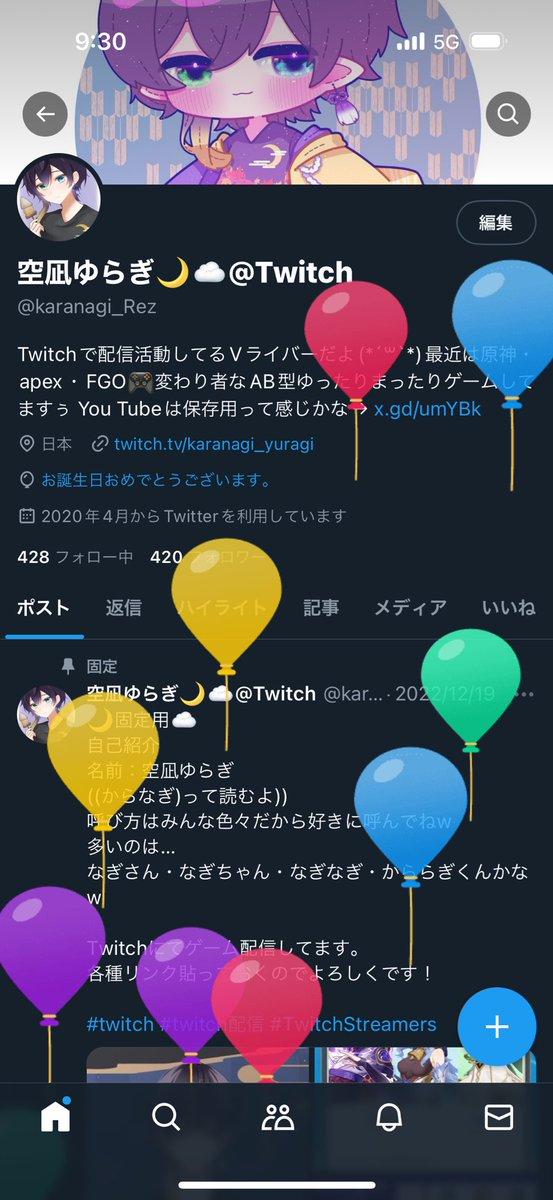 9:30
5G
編集
空凪ゆらぎ🌙☁️@Twitch
@karanagi_Rez
Twitchで配信活動してるVライバーだよ(*´꒳`*)最近は原神・
apex・FGO🎮変わり者なAB型ゆったりまったりゲームして
ますぅ You Tubeは保存用って感じかな→ x.gd/umYBk
日本 twitch.tv/karanagi_yuragi
お誕生日おめでとうございます。
2020年4月からTwitterを利用しています
428 フォロー中 420 フォロワー
ポスト 返信 ハイライト 記事 メディア いいね
固定
空凪ゆらぎ🌙☁️@Twitch @kar... · 2022/12/19
🌙固定用☁️
自己紹介
名前：空凪ゆらぎ
((からなぎ)って読むよ))
呼び方はみんな色々だから好きに呼んでねw
多いのは...
なぎさん・なぎちゃん・なぎなぎ・かららぎくんかな
w
Twitchにてゲーム配信してます。
各種リンク貼っておくのでよろしくです！
#twitch #twitch配信 #TwitchStreamers